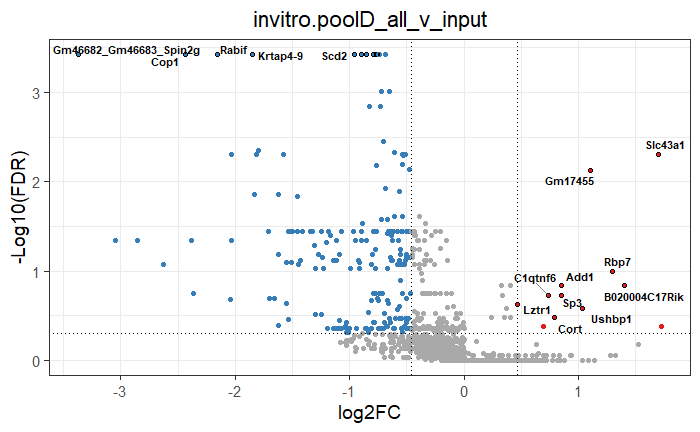 invitro.poolD_all_v_input
Gm46682_Gm46683_Spin2g
Rabif
Krtap4-9
Scd2
Cop1
Slc43a1
Gm17455
Rbp7
C1qtnf6
Add1
B020004C17Rik
Sp3
Lztr1
Ushbp1
Cort
-Log10(FDR)
3
2
1
0
-3
-2
-1
0
1
log2FC